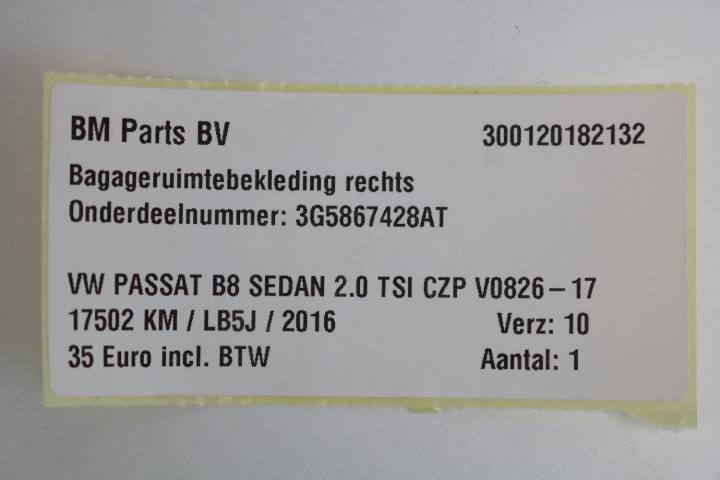 BM Parts BV 300120182132
Bagageruimtebekleding rechts
Onderdeelnummer: 3G5867428AT
VW PASSAT B8 SEDAN 2.0 TSI CZP V0826-17
17502 KM / LB5J / 2016 Verz: 10
35 Euro incl. BTW Aantal: 1